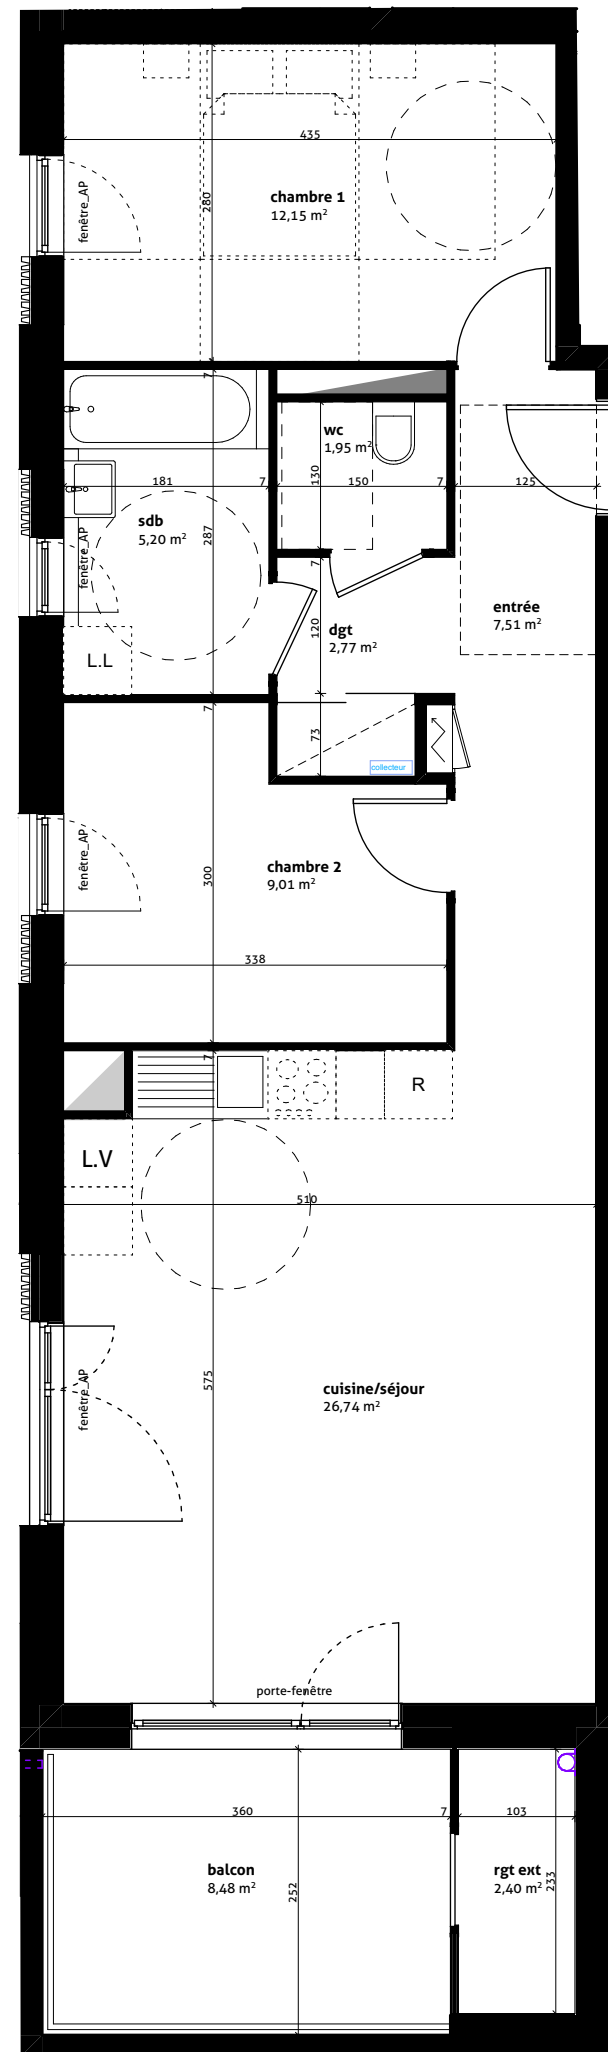 435
280
fenêtre_AP
chambre 1
12,15 m²
7
wc
1,95 m²
130
181
7
150
7
125
sdb
5,20 m²
287
fenêtre_AP
7
entrée
7,51 m²
120
dgt
2,77 m²
L.L
7
73
collecteur
fenêtre_AP
300
chambre 2
9,01 m²
338
7
R
L.V
510
575
fenêtre_AP
cuisine/séjour
26,74 m²
porte-fenêtre
360
7
103
balcon
8,48 m²
252
rgt ext
2,40 m²
233